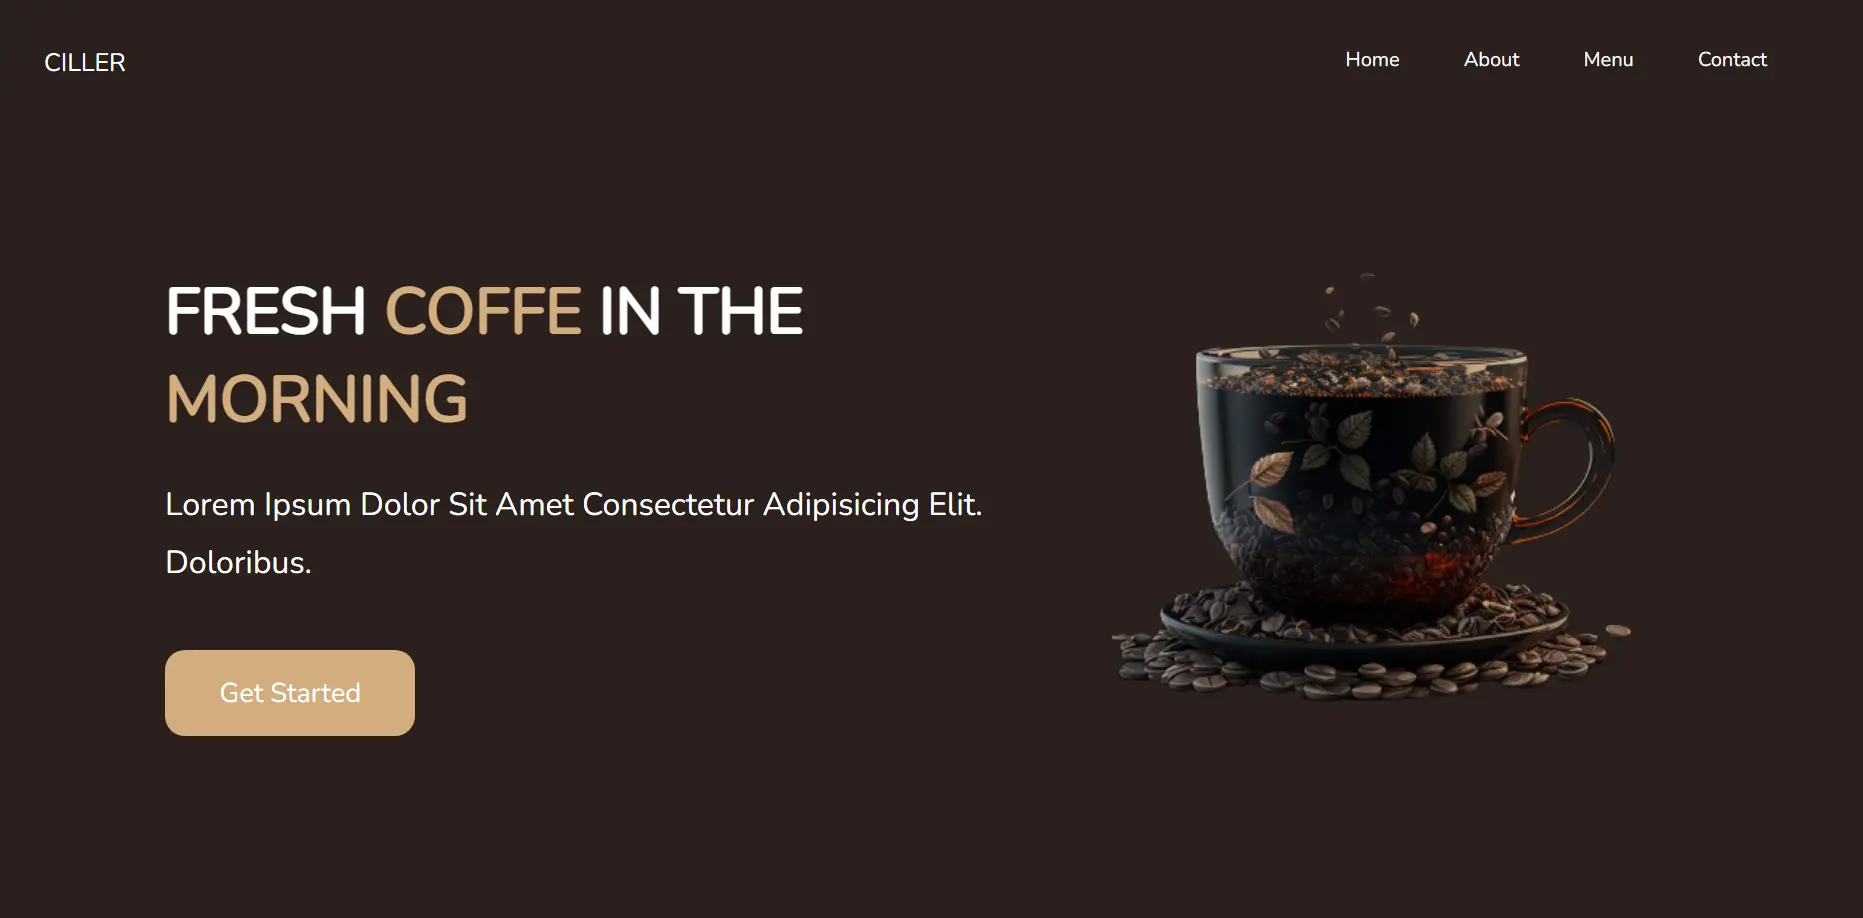 CILLER
Home About Menu Contact
FRESH COFFE IN THE
MORNING
Lorem Ipsum Dolor Sit Amet Consectetur Adipisicing Elit.
Doloribus.
Get Started